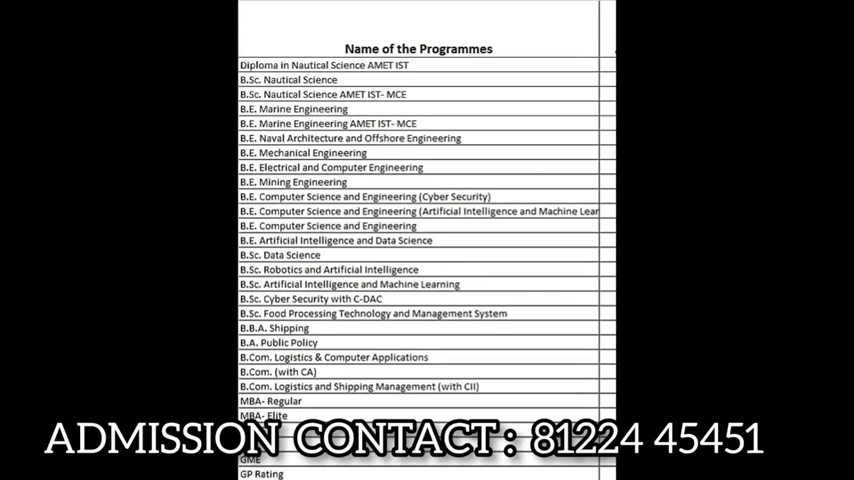 Name of the Programmes
Diploma in Nautical Science AMET IST
B.Sc. Nautical Science
B.Sc. Nautical Science AMET IST- MCE
B.E. Marine Engineering
B.E. Marine Engineering AMET IST- MCE
B.E. Naval Architecture and Offshore Engineering
B.E. Mechanical Engineering
B.E. Electrical and Computer Engineering
B.E. Mining Engineering
B.E. Computer Science and Engineering (Cyber Security)
B.E. Computer Science and Engineering (Artificial Intelligence and Machine Lear
B.E. Computer Science and Engineering
B.E. Artificial Intelligence and Data Science
B.Sc. Data Science
B.Sc. Robotics and Artificial Intelligence
B.Sc. Artificial Intelligence and Machine Learning
B.Sc. Cyber Security with C-DAC
B.Sc. Food Processing Technology and Management System
B.B.A. Shipping
B.A. Public Policy
B.Com. Logistics & Computer Applications
B.Com. (with CA)
B.Com. Logistics and Shipping Management (with CII)
MBA- Regular
MBA- Elite
ADMISSION CONTACT : 81224 45451
GME
GP Rating